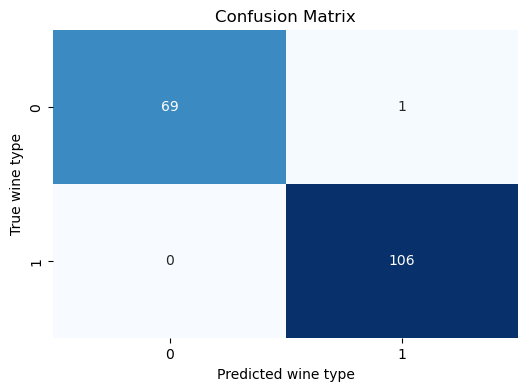 Confusion Matrix
True wine type
0
69
1
1
0
106
0
1
Predicted wine type